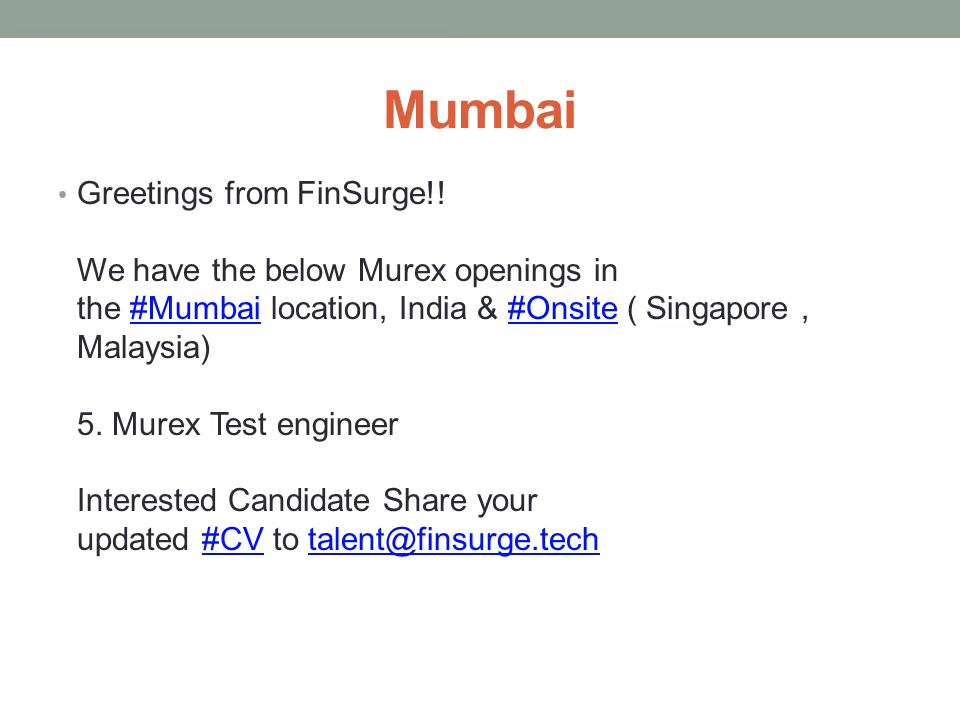 Mumbai
• Greetings from FinSurge!!
We have the below Murex openings in
the #Mumbai location, India & #Onsite ( Singapore ,
Malaysia)
5. Murex Test engineer
Interested Candidate Share your
updated #CV to talent@finsurge.tech